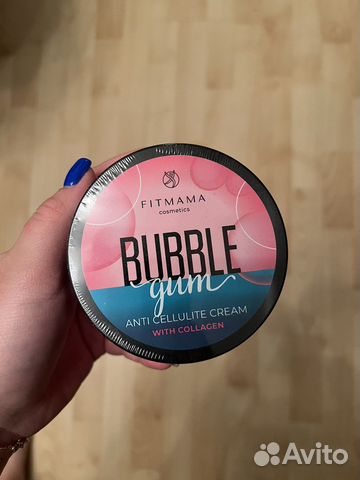 FITMAMA
cosmetics
BUBBLE
gum
ANTI CELLULITE CREAM
WITH COLLAGEN
Avito